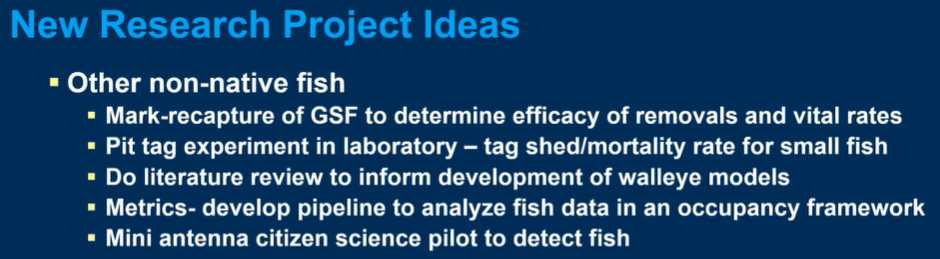 New Research Project Ideas
▪ Other non-native fish
▪ Mark-recapture of GSF to determine efficacy of removals and vital rates
▪ Pit tag experiment in laboratory – tag shed/mortality rate for small fish
▪ Do literature review to inform development of walleye models
▪ Metrics- develop pipeline to analyze fish data in an occupancy framework
▪ Mini antenna citizen science pilot to detect fish